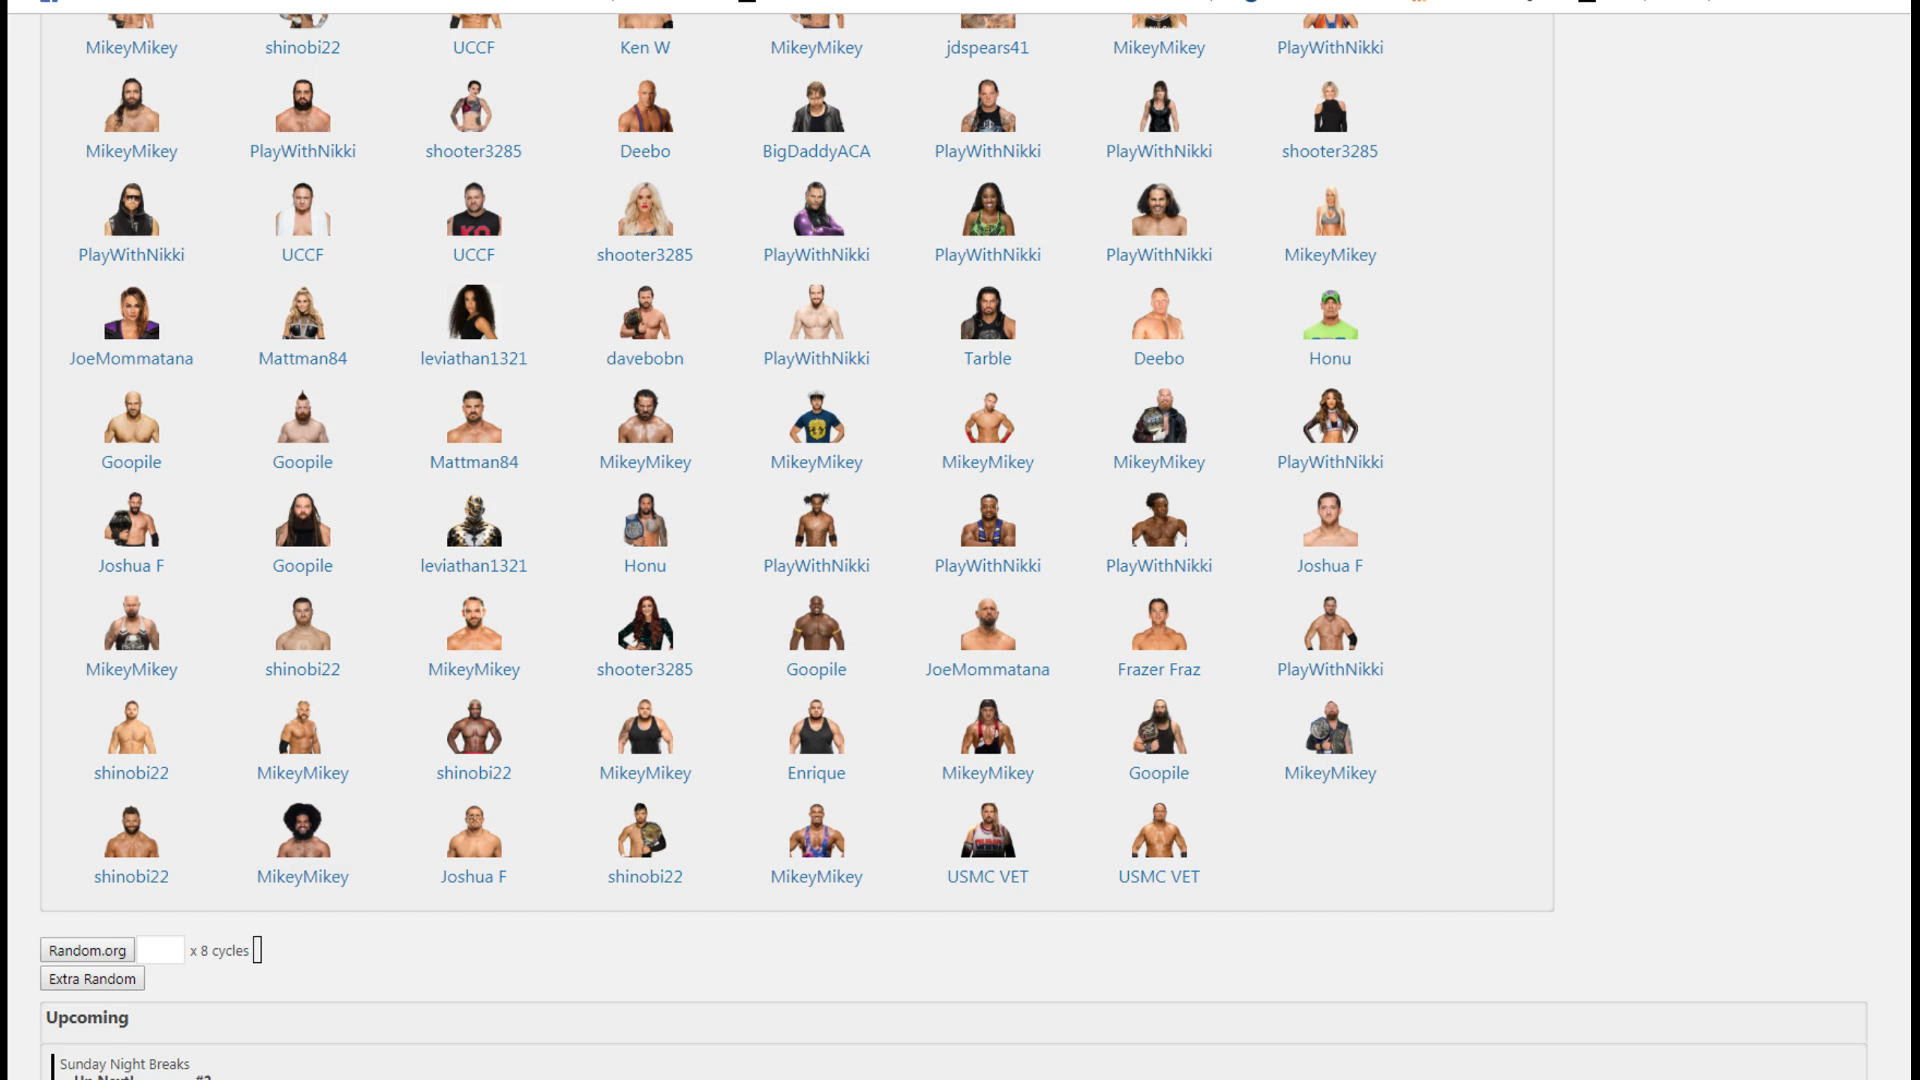 MikeyMikey shinobi22 UCCF Ken W MikeyMikey jdspears41 MikeyMikey PlayWithNikki
MikeyMikey PlayWithNikki shooter3285 Deebo BigDaddyACA PlayWithNikki PlayWithNikki shooter3285
KO
PlayWithNikki UCCF UCCF shooter3285 PlayWithNikki PlayWithNikki PlayWithNikki MikeyMikey
JoeMommatana Mattman84 leviathan1321 davebobn PlayWithNikki Tarble Deebo Honu
Goopile Goopile Mattman84 MikeyMikey MikeyMikey MikeyMikey MikeyMikey PlayWithNikki
Joshua F Goopile leviathan1321 Honu PlayWithNikki PlayWithNikki PlayWithNikki Joshua F
MikeyMikey shinobi22 MikeyMikey shooter3285 Goopile JoeMommatana Frazer Fraz PlayWithNikki
shinobi22 MikeyMikey shinobi22 MikeyMikey Enrique MikeyMikey Goopile MikeyMikey
shinobi22 MikeyMikey Joshua F shinobi22 MikeyMikey USMC VET USMC VET
Random.org x 8 cycles
Extra Random
Upcoming
Sunday Night Breaks